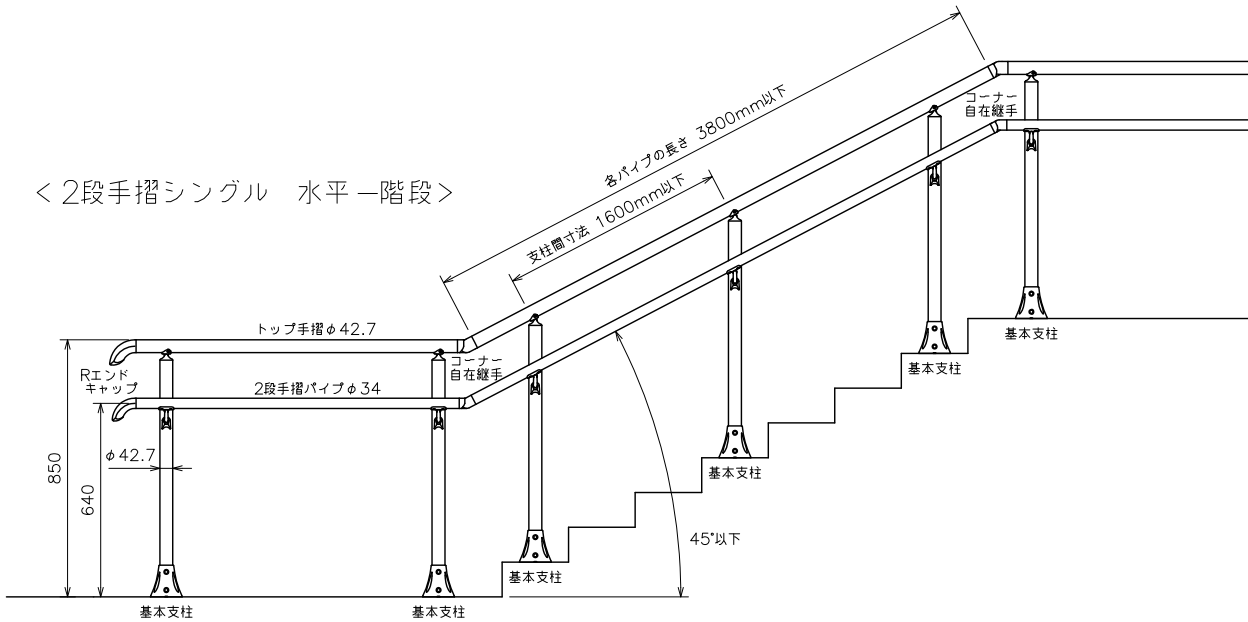 <2段手摺シングル 水平ー階段>
各パイプの長さ 3800mm以下
支柱間寸法 1600mm以下
コーナー
自在継手
トップ手摺φ42.7
コーナー
自在継手
Rエンド
キャップ
2段手摺パイプφ34
φ42.7
850
640
45°以下
基本支柱
基本支柱
基本支柱
基本支柱
基本支柱
基本支柱